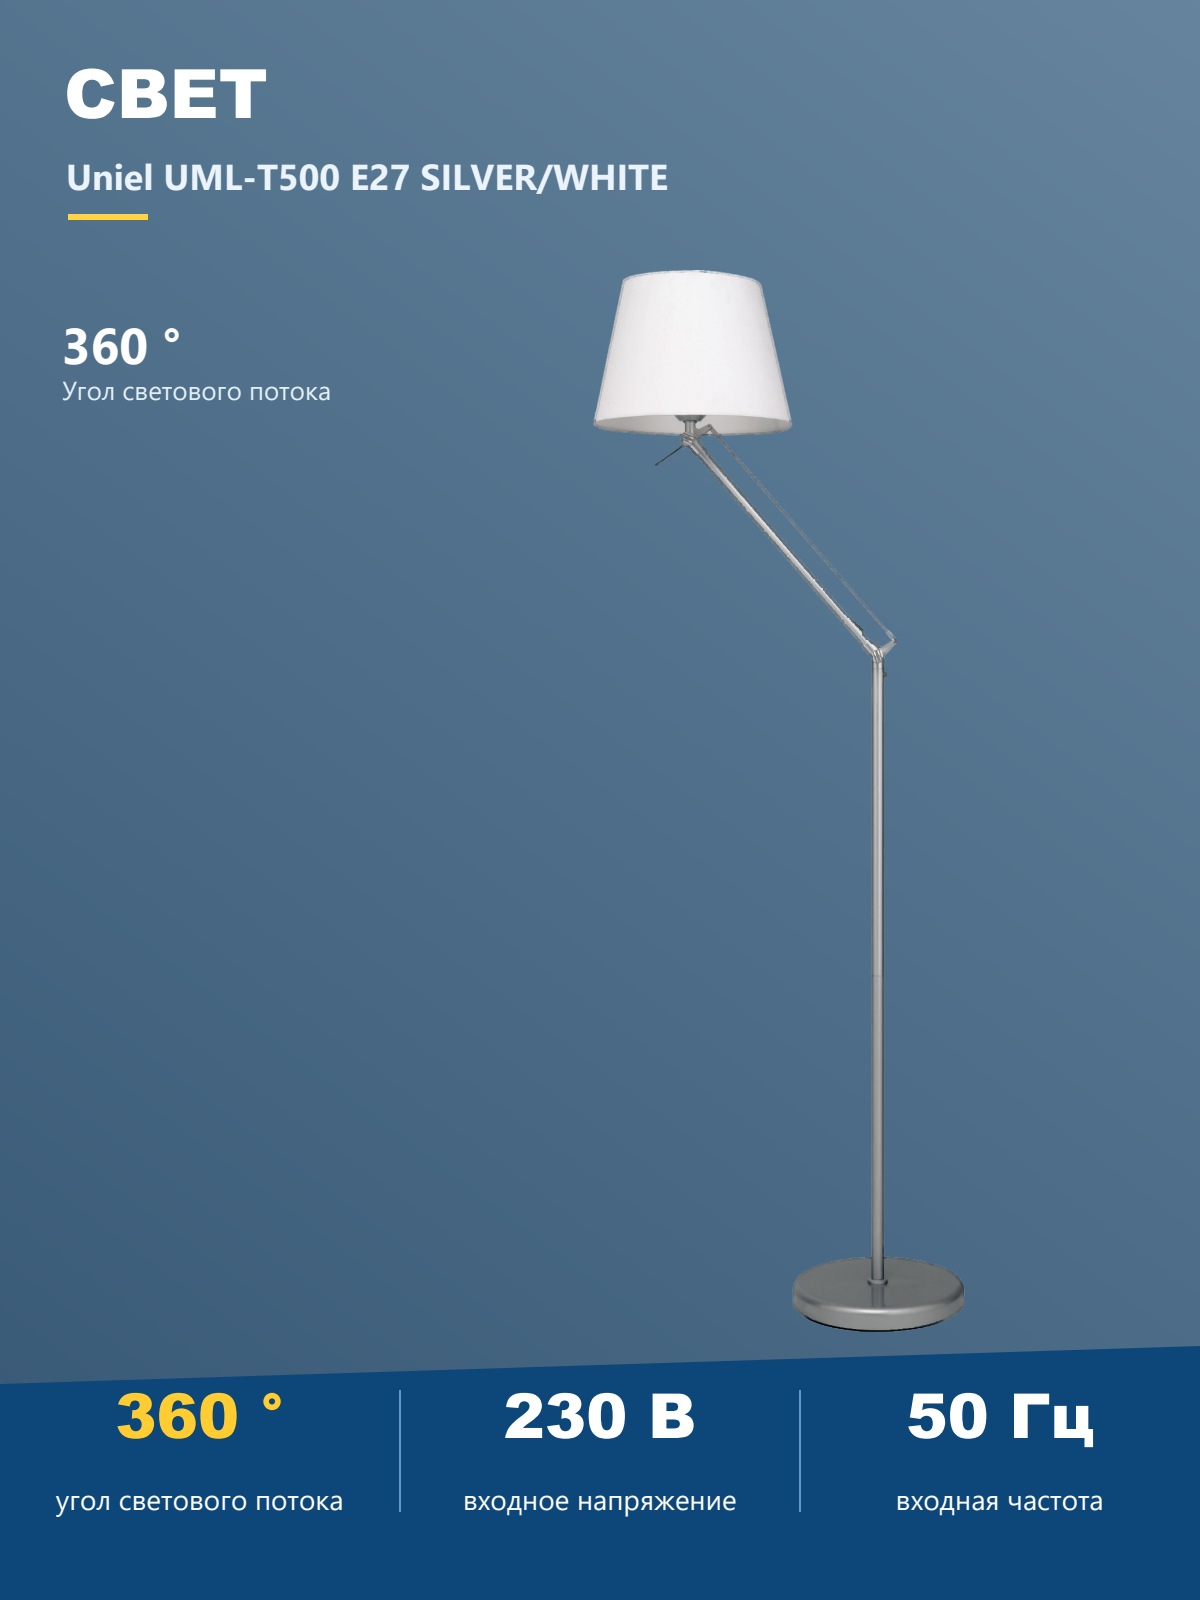 СВЕТ
Uniel UML-T500 E27 SILVER/WHITE
360 °
Угол светового потока
360 °
230 В
50 Гц
угол светового потока
входное напряжение
входная частота